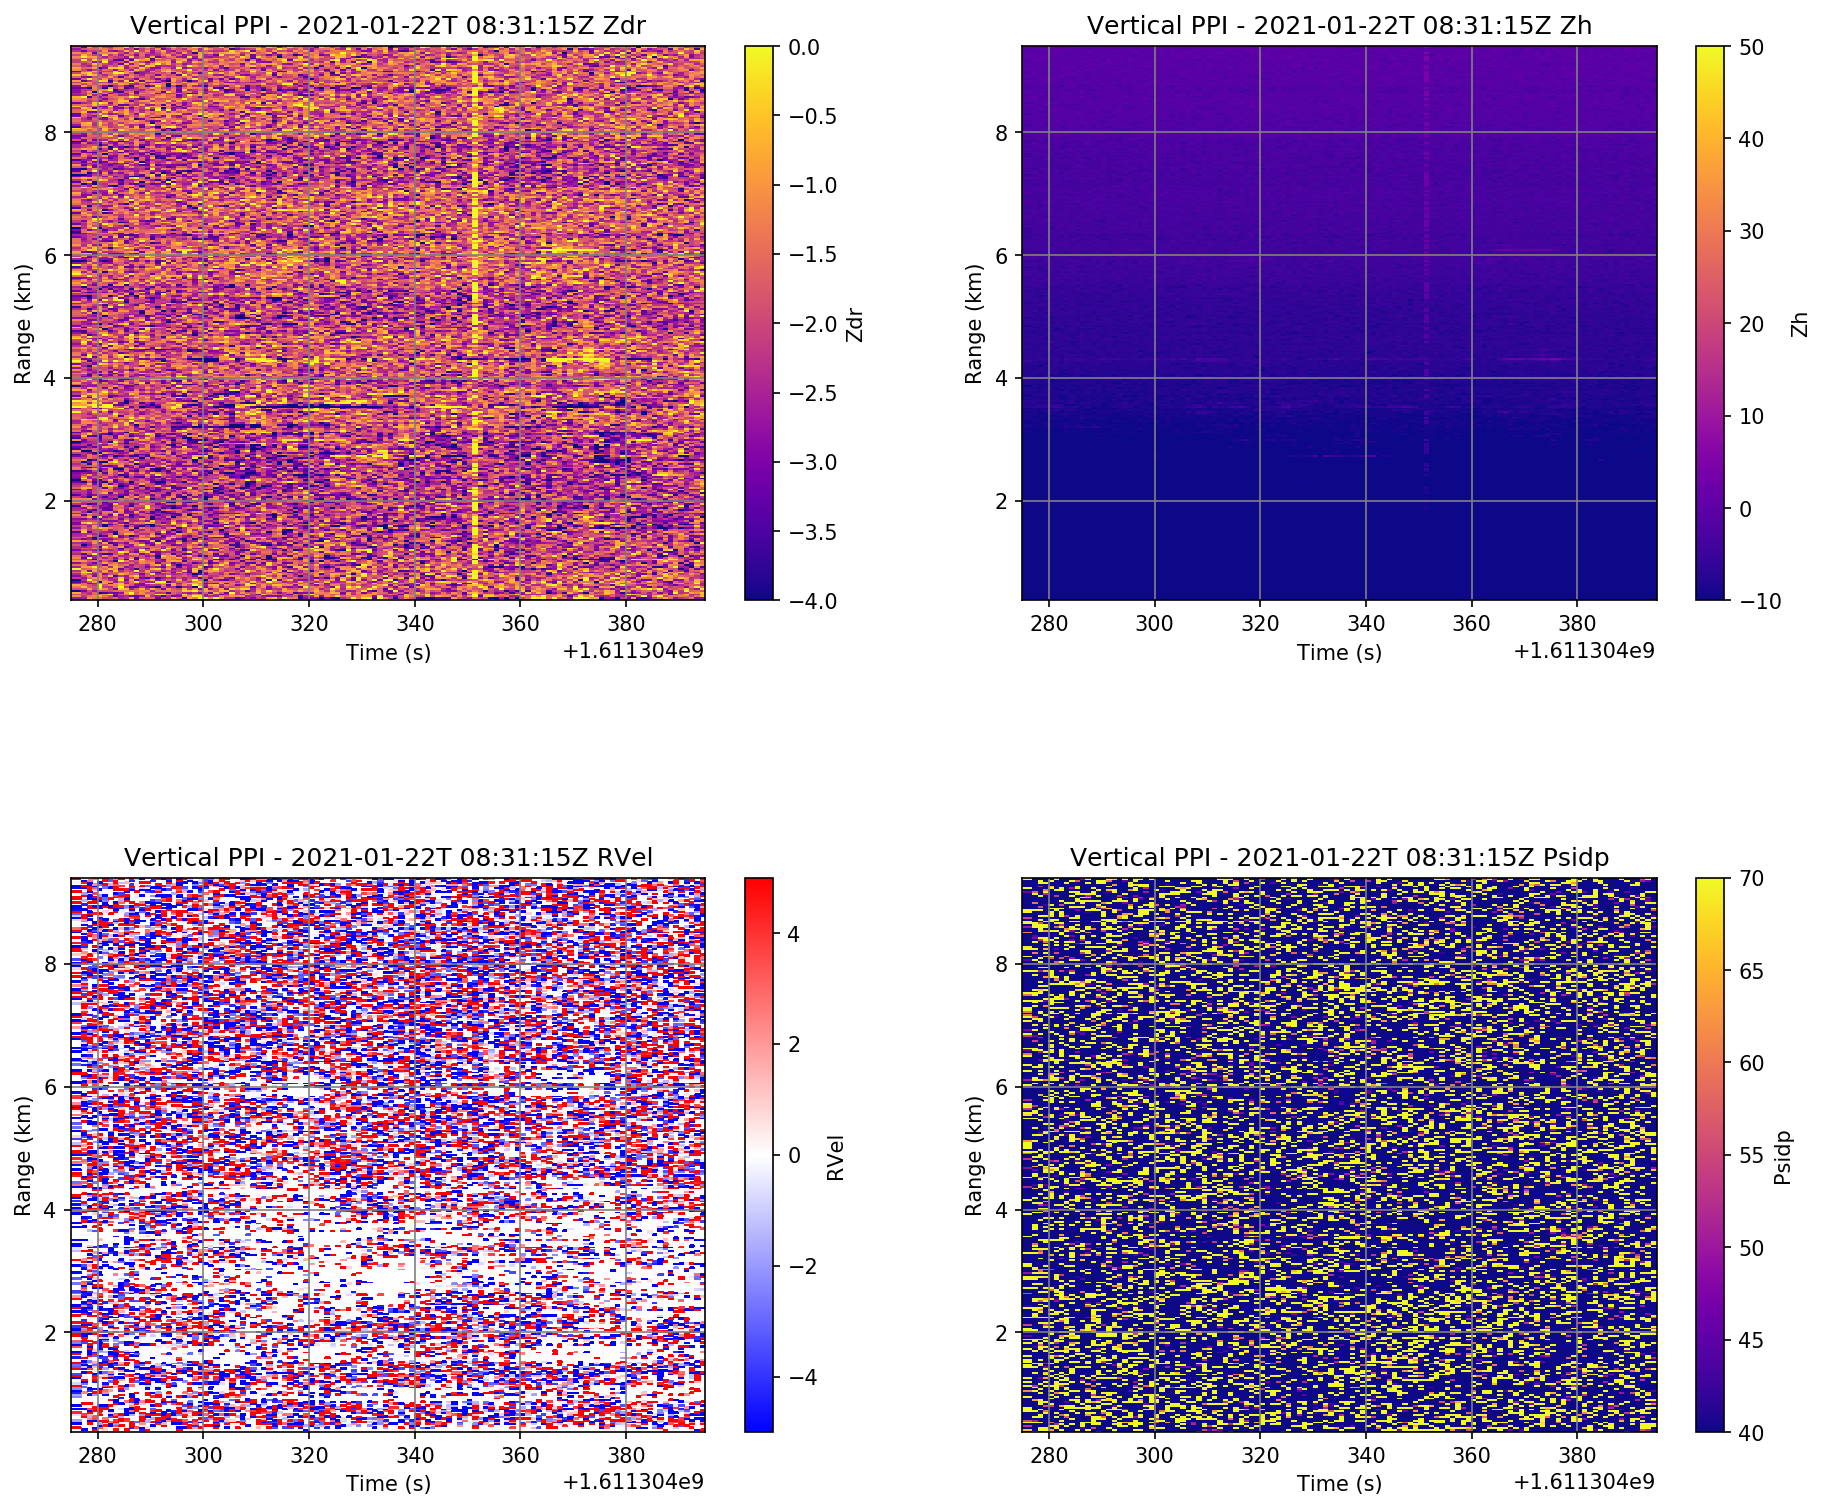 Vertical PPI - 2021-01-22T 08:31:15Z Zdr
Range (km)
8
6
4
2
280 300 320 340 360 380
Time (s)
+1.611304e9
0.0
−0.5
−1.0
−1.5
−2.0
−2.5
−3.0
−3.5
−4.0
Zdr
Vertical PPI - 2021-01-22T 08:31:15Z Zh
Range (km)
8
6
4
2
280 300 320 340 360 380
Time (s)
+1.611304e9
50
40
30
20
10
0
−10
Zh
Vertical PPI - 2021-01-22T 08:31:15Z RVel
Range (km)
8
6
4
2
280 300 320 340 360 380
Time (s)
+1.611304e9
4
2
0
−2
−4
RVel
Vertical PPI - 2021-01-22T 08:31:15Z Psidp
Range (km)
8
6
4
2
280 300 320 340 360 380
Time (s)
+1.611304e9
70
65
60
55
50
45
40
Psidp